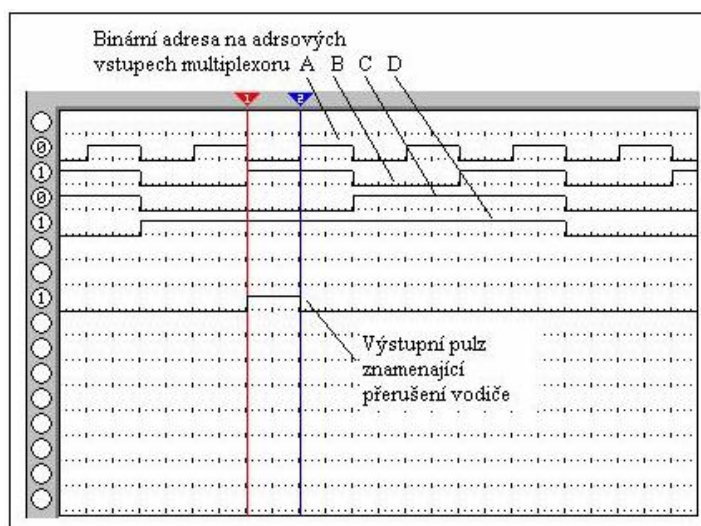 Binární adresa na adrsových
vstupech multiplexoru A B C D
1 2
0
1
0
1
1
Výstupní pulz
znamenající
přerušení vodiče